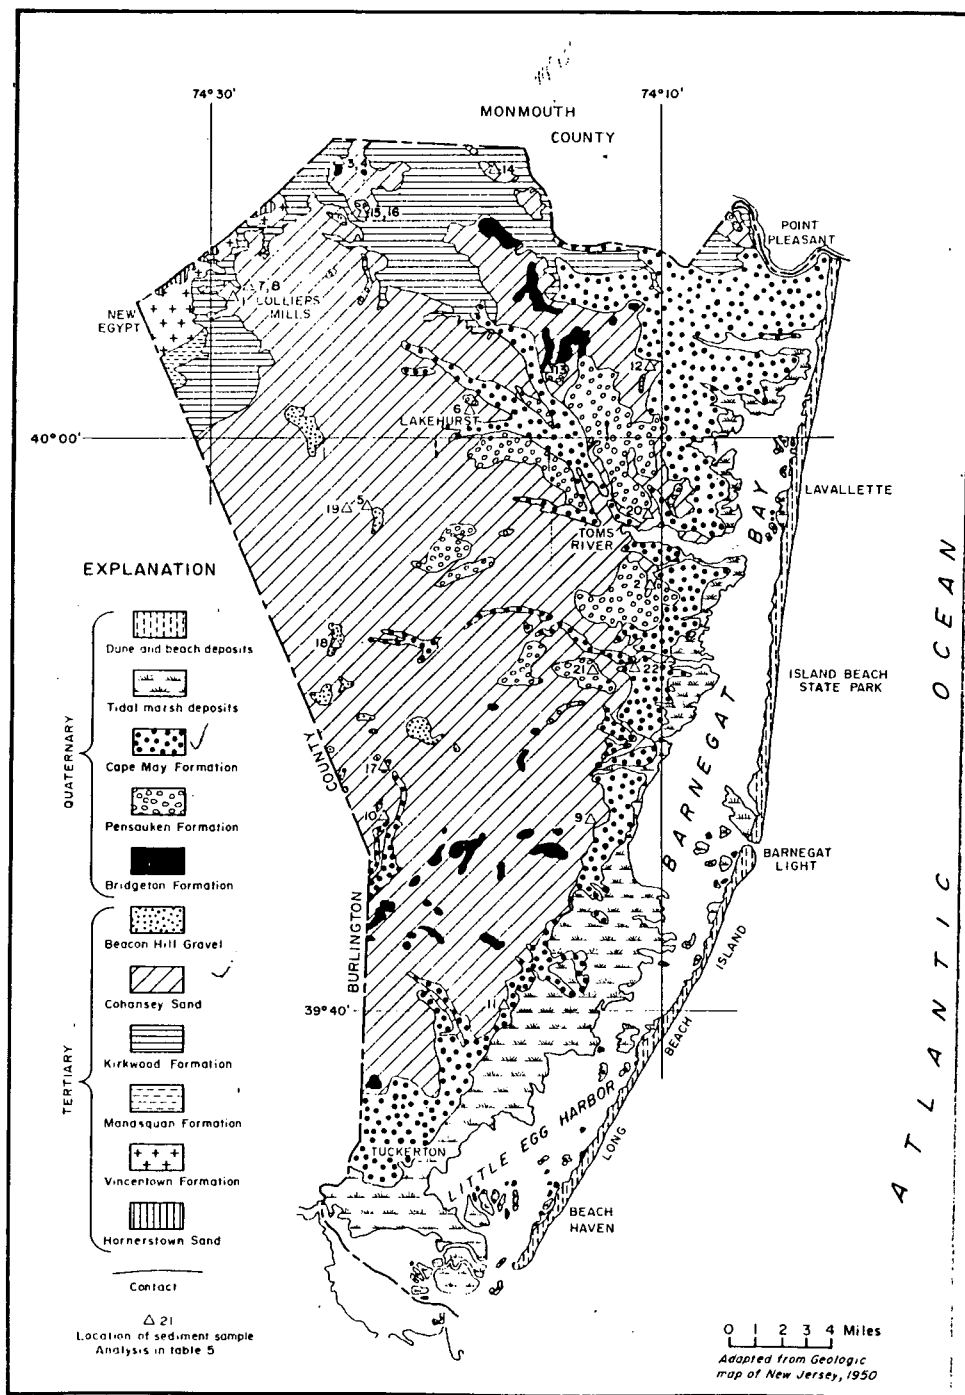 74°30'
74°10'
MONMOUTH
COUNTY
3,4
14
15,16
POINT
PLEASANT
7,8
1
COLLIERS
MILLS
NEW
EGYPT
13
12
6
LAKEHURST
40°00'
5
19
LAVALLETTE
20
TOMS
RIVER
BAY
2
18
21
22
ISLAND BEACH
STATE PARK
BARNEGAT
COUNTY
17
10
9
BARNEGAT
LIGHT
BURLINGTON
ISLAND
39°40'
11
BEACH
LONG
LITTLE EGG HARBOR
TUCKERTON
BEACH
HAVEN
ATLANTIC OCEAN
EXPLANATION
QUATERNARY
Dune and beach deposits
Tidal marsh deposits
Cape May Formation
Pensauken Formation
Bridgeton Formation
TERTIARY
Beacon Hill Gravel
Cohansey Sand
Kirkwood Formation
Manasquan Formation
Vincentown Formation
Hornerstown Sand
Contact
21
Location of sediment sample
Analysis in table 5
0 1 2 3 4 Miles
Adapted from Geologic
map of New Jersey, 1950